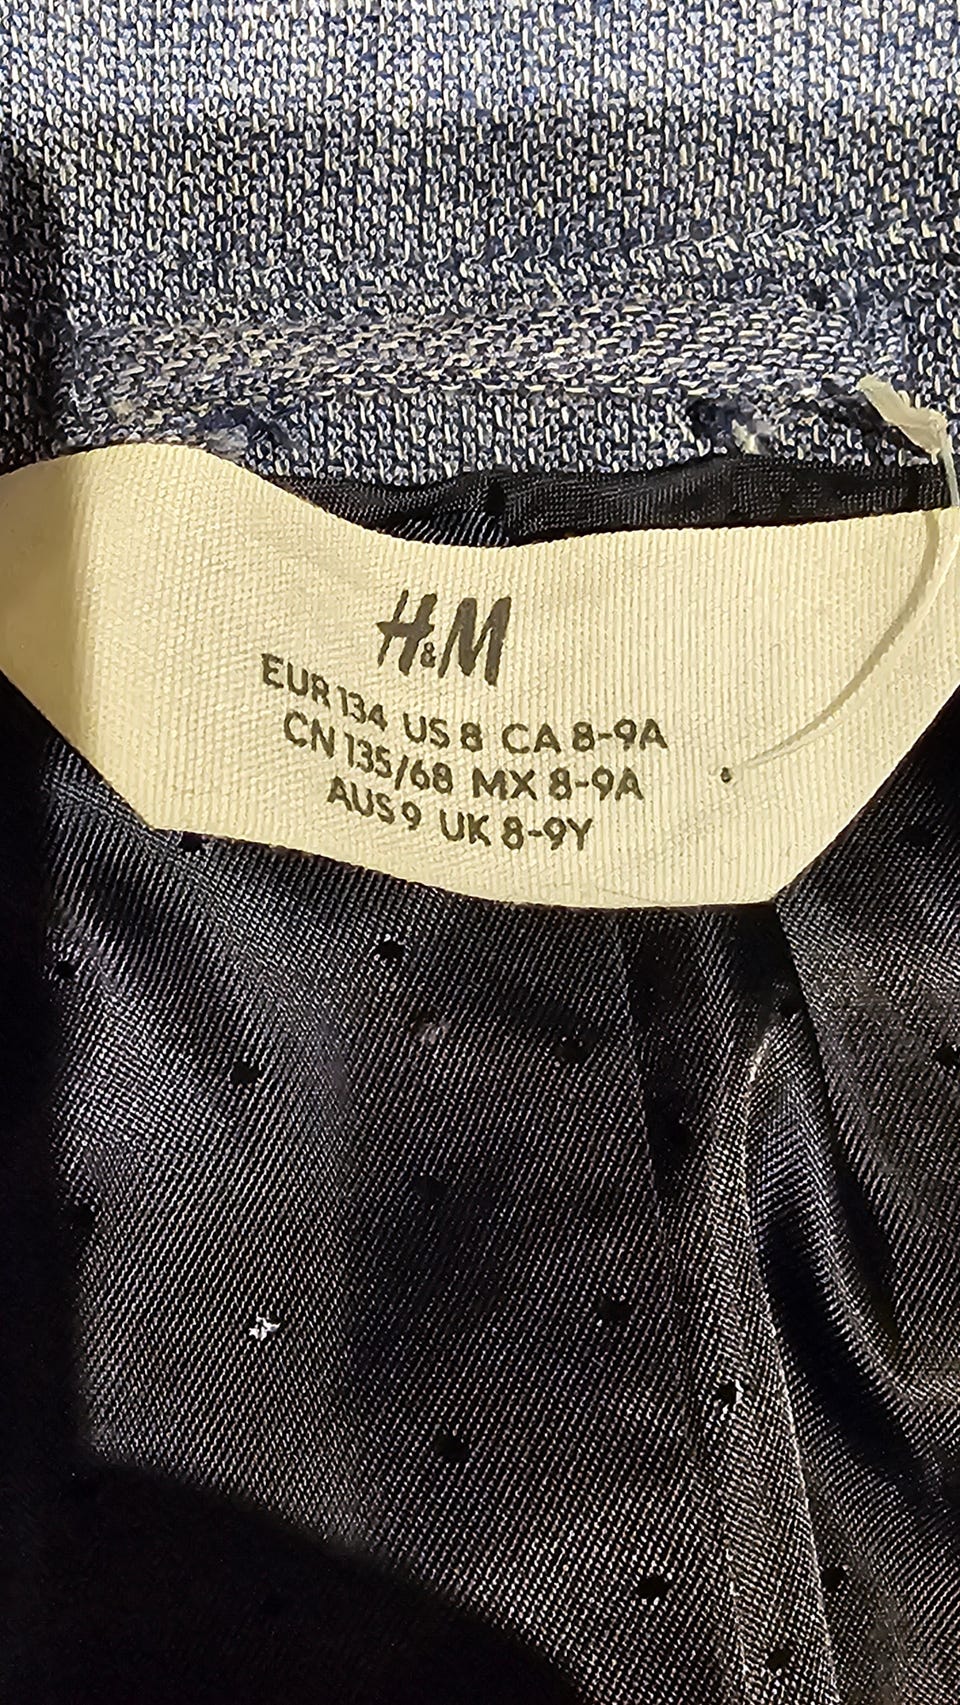 H&M
EUR 134 US 8 CA 8-9A
CN 135/68 MX 8-9A
AUS 9 UK 8-9Y